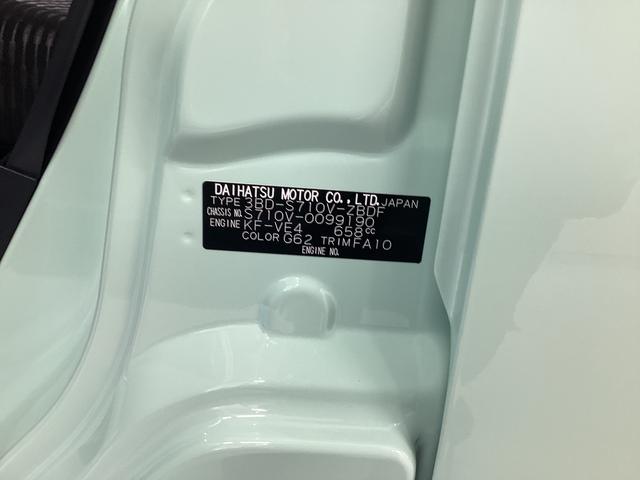 DAIHATSU MOTOR CO.,LTD. JAPAN
TYPE 3BD-S710V-ZBDF
CHASSIS NO. S710V-0099190
ENGINE KF-VE4 658cc
COLOR G62 TRIM FA10
ENGINE NO.